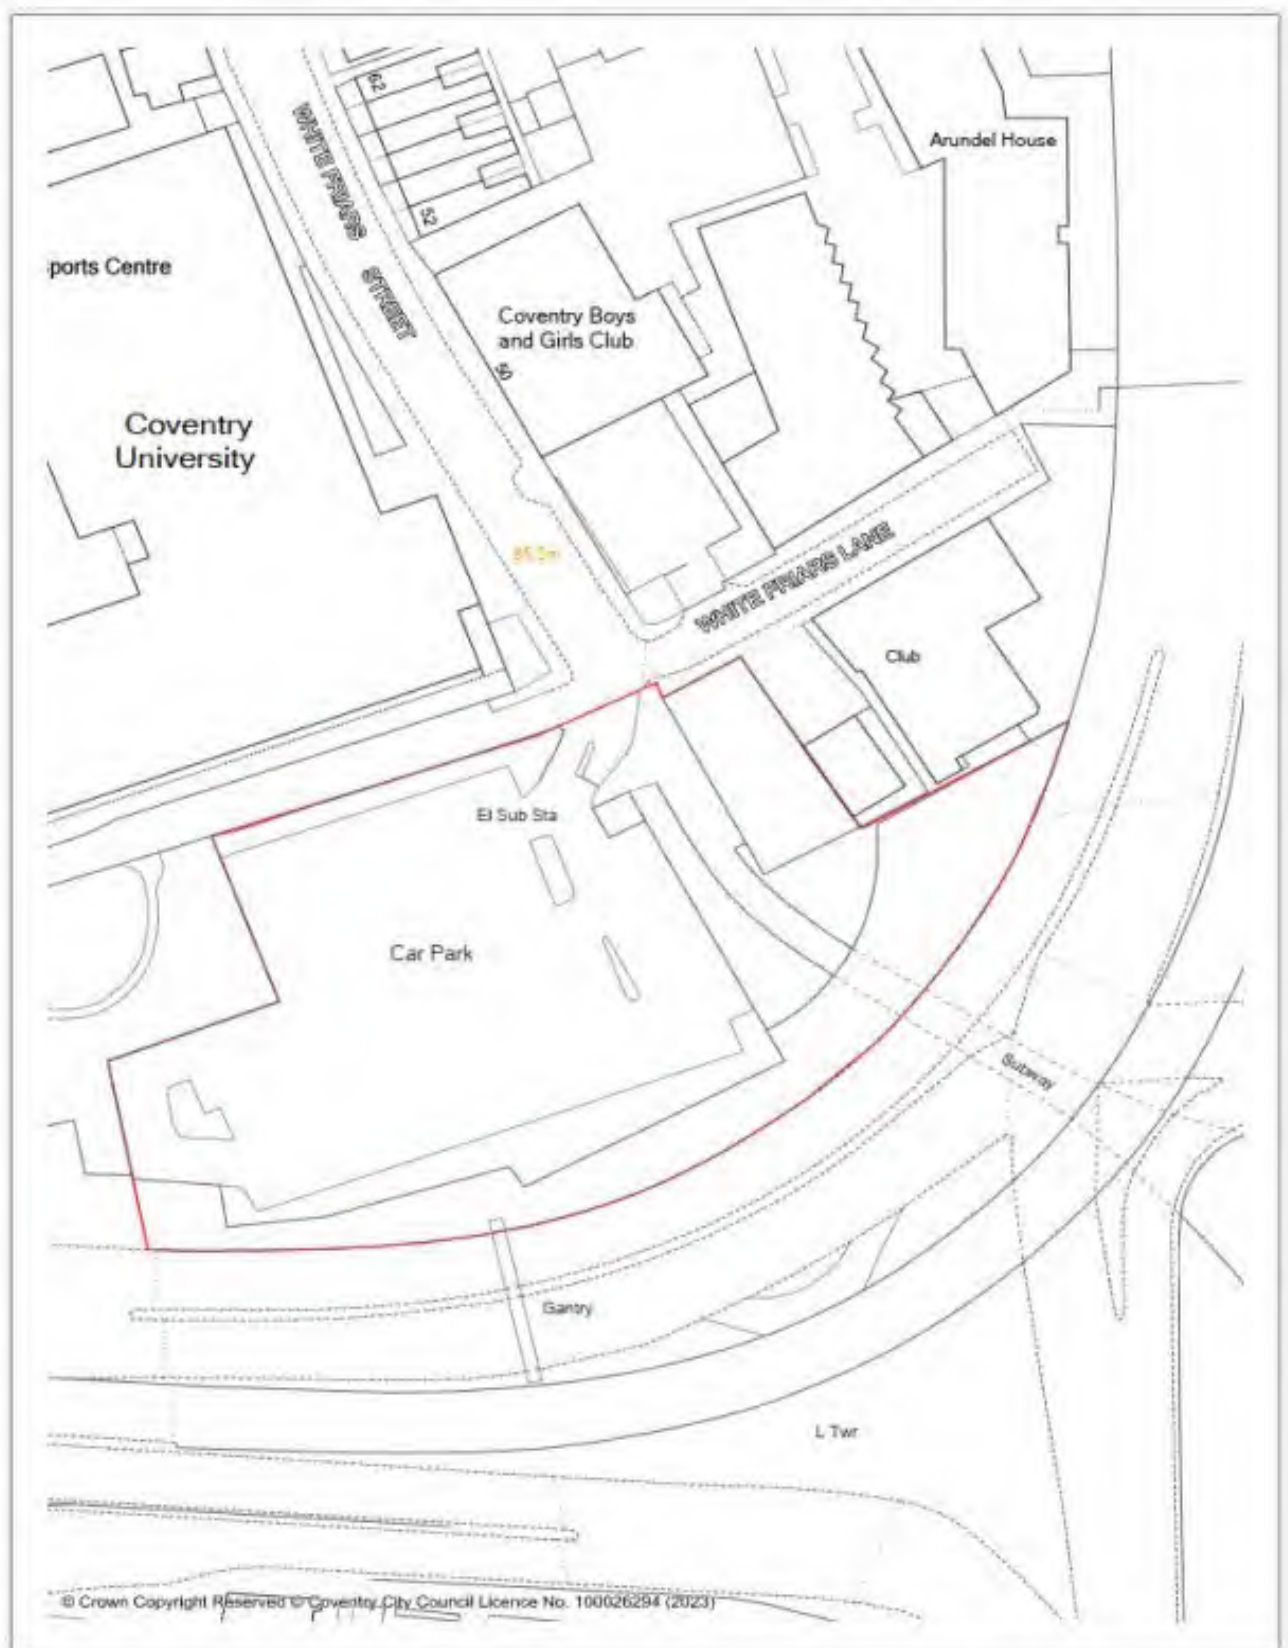 62
WHITE FRIARS STREET
52
Arundel House
ports Centre
Coventry Boys
and Girls Club
50
Coventry
University
WHITE FRIARS LANE
Club
El Sub Sta
Car Park
Subway
Gantry
L Twr
© Crown Copyright Reserved © Coventry City Council Licence No. 100026294 (2023)